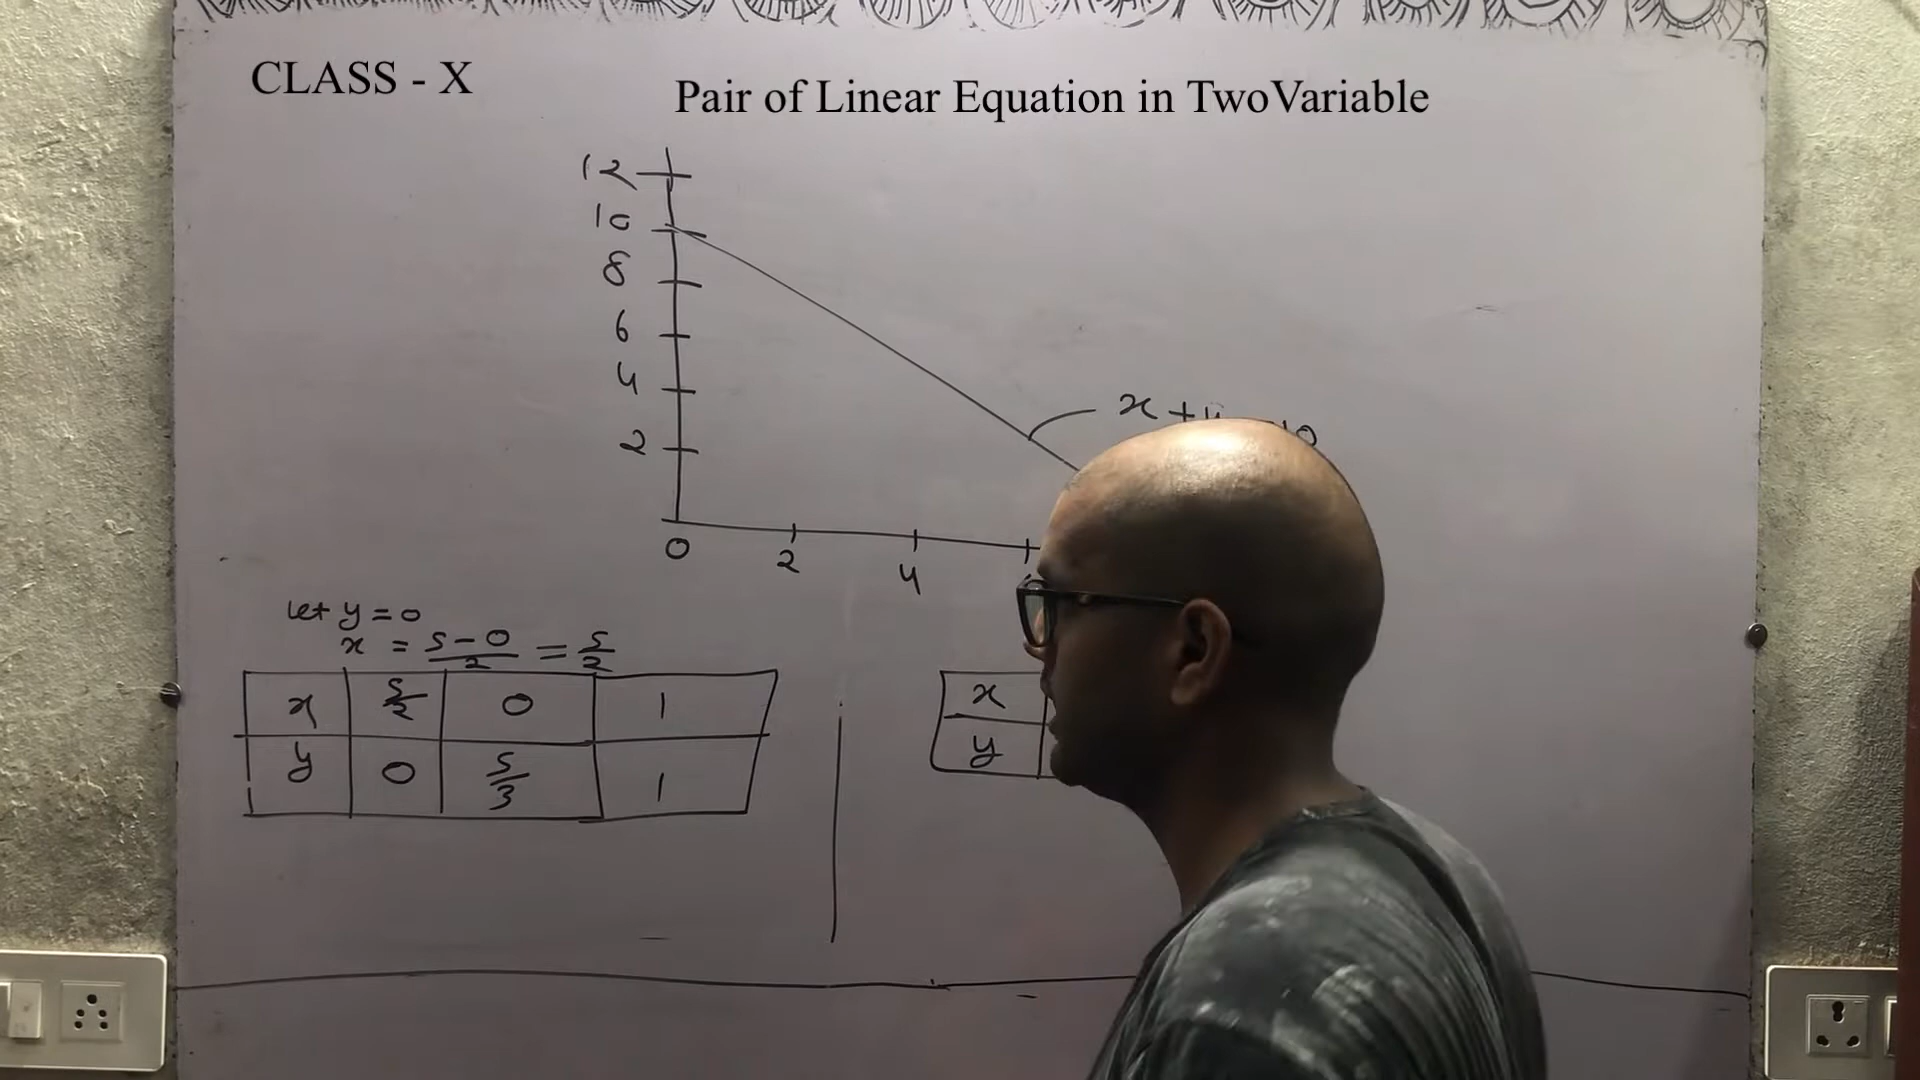 CLASS - X
Pair of Linear Equation in TwoVariable
12
10
8
6
4
2
0 2 4
x + y
10
let y = 0
x = 5 - 0 / 2 = 5/2
x 5/2 0 1
y 0 5/3 1
x
y